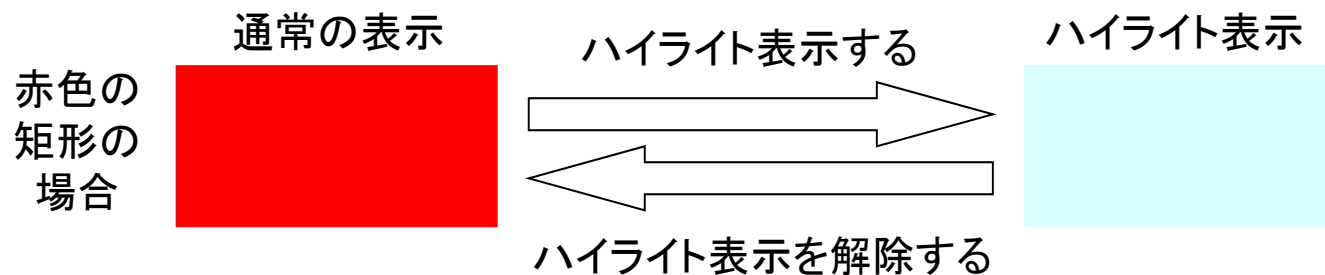 通常の表示
ハイライト表示する
ハイライト表示
赤色の
矩形の
場合
ハイライト表示を解除する